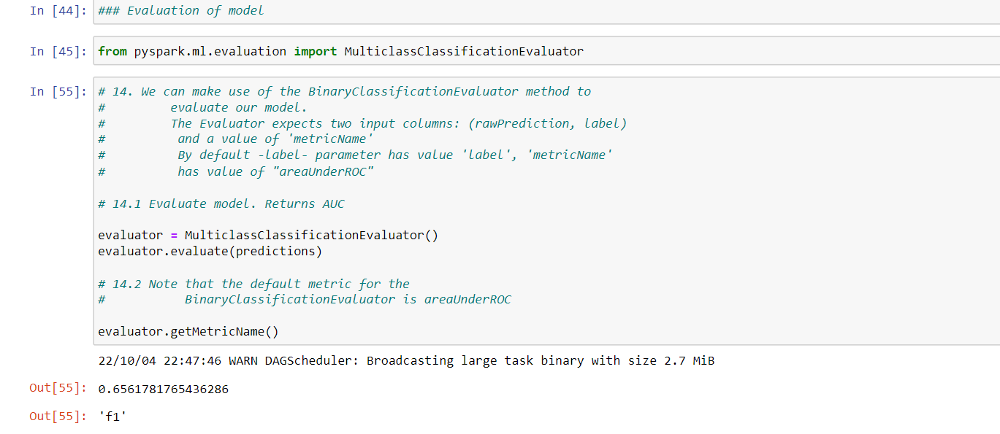 In [44]: ### Evaluation of model
In [45]: from pyspark.ml.evaluation import MulticlassClassificationEvaluator
In [55]: # 14. We can make use of the BinaryClassificationEvaluator method to
#         evaluate our model.
#         The Evaluator expects two input columns: (rawPrediction, label)
#          and a value of 'metricName'
#          By default -label- parameter has value 'label', 'metricName'
#          has value of "areaUnderROC"
# 14.1 Evaluate model. Returns AUC
evaluator = MulticlassClassificationEvaluator()
evaluator.evaluate(predictions)
# 14.2 Note that the default metric for the
#           BinaryClassificationEvaluator is areaUnderROC
evaluator.getMetricName()
22/10/04 22:47:46 WARN DAGScheduler: Broadcasting large task binary with size 2.7 MiB
Out[55]: 0.6561781765436286
Out[55]: 'f1'